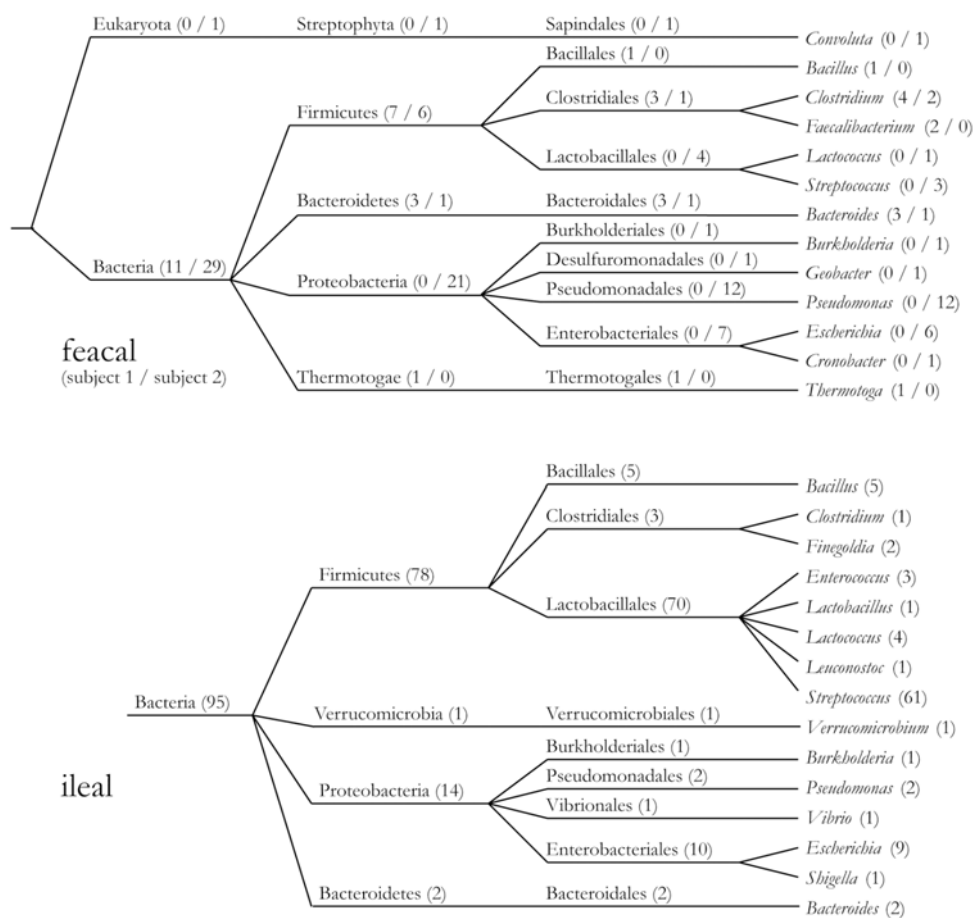 Eukaryota (0 / 1) Streptophyta (0 / 1) Sapindales (0 / 1)
Convoluta (0 / 1)
Bacillales (1 / 0)
Bacillus (1 / 0)
Clostridiales (3 / 1)
Clostridium (4 / 2)
Firmicutes (7 / 6)
Faecalibacterium (2 / 0)
Lactobacillales (0 / 4)
Lactococcus (0 / 1)
Streptococcus (0 / 3)
Bacteroidetes (3 / 1) Bacteroidales (3 / 1)
Bacteroides (3 / 1)
Burkholderiales (0 / 1)
Burkholderia (0 / 1)
Desulfuromonadales (0 / 1)
Bacteria (11 / 29)
Geobacter (0 / 1)
Proteobacteria (0 / 21)
Pseudomonadales (0 / 12)
Pseudomonas (0 / 12)
Enterobacteriales (0 / 7)
Escherichia (0 / 6)
feacal
Cronobacter (0 / 1)
(subject 1 / subject 2)
Thermotogae (1 / 0) Thermotogales (1 / 0)
Thermotoga (1 / 0)
Bacillales (5)
Bacillus (5)
Clostridiales (3)
Clostridium (1)
Finegoldia (2)
Firmicutes (78)
Enterococcus (3)
Lactobacillales (70)
Lactobacillus (1)
Lactococcus (4)
Leuconostoc (1)
Streptococcus (61)
Bacteria (95)
Verrucomicrobia (1) Verrucomicrobiales (1)
Verrucomicrobium (1)
Burkholderiales (1)
Burkholderia (1)
ileal
Pseudomonadales (2)
Pseudomonas (2)
Proteobacteria (14)
Vibrionales (1)
Vibrio (1)
Enterobacteriales (10)
Escherichia (9)
Shigella (1)
Bacteroidetes (2) Bacteroidales (2)
Bacteroides (2)